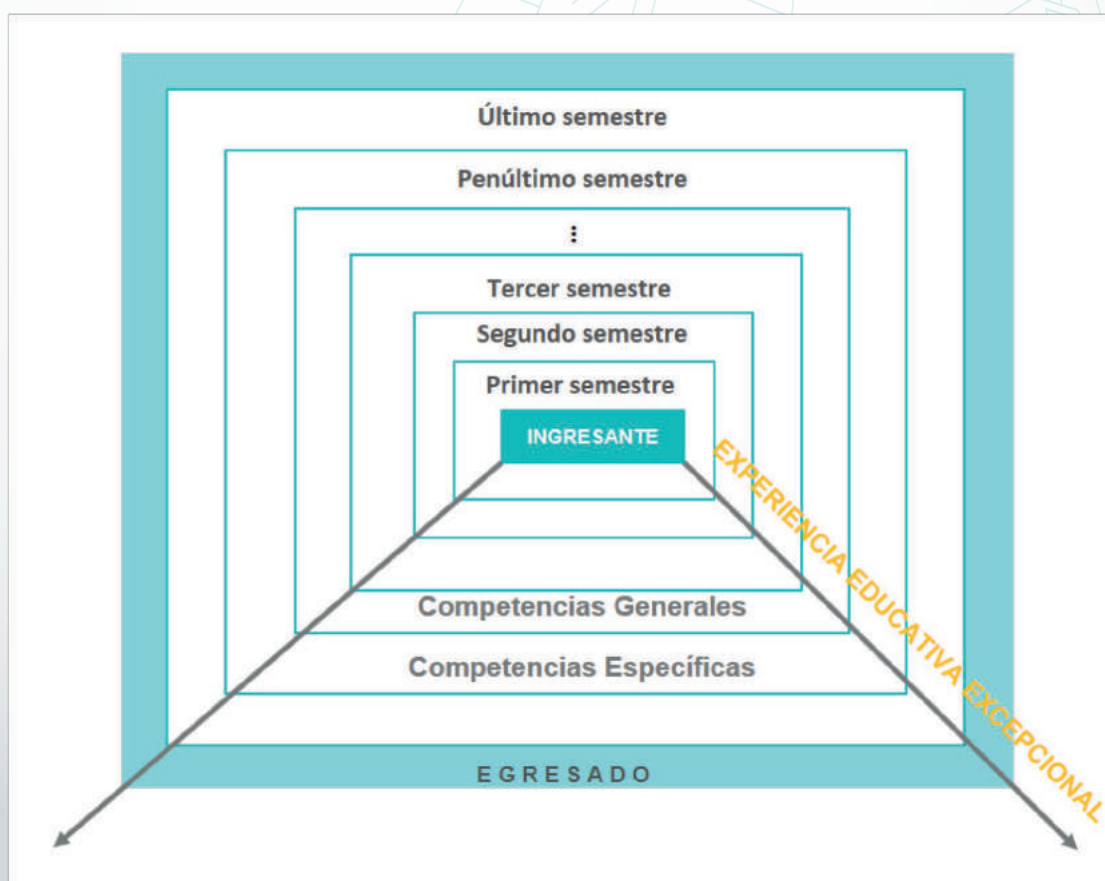 Último semestre
Penúltimo semestre
⋮
Tercer semestre
Segundo semestre
Primer semestre
INGRESANTE
EXPERIENCIA EDUCATIVA EXCEPCIONAL
Competencias Generales
Competencias Específicas
EGRESADO